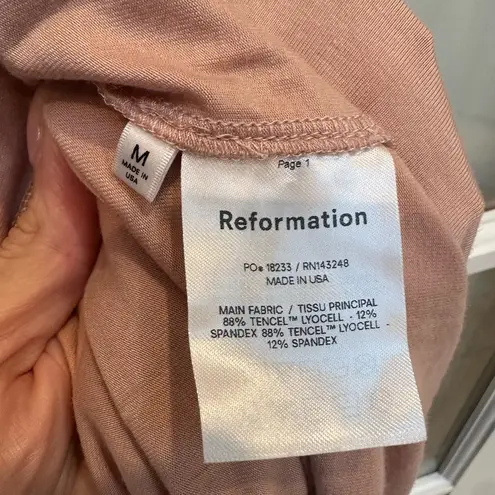 M
MADE IN
USA
Page 1
Reformation
POe 18233 / RN143248
MADE IN USA
MAIN FABRIC / TISSU PRINCIPAL
88% TENCEL™ LYOCELL - 12%
SPANDEX 88% TENCEL™ LYOCELL -
12% SPANDEX